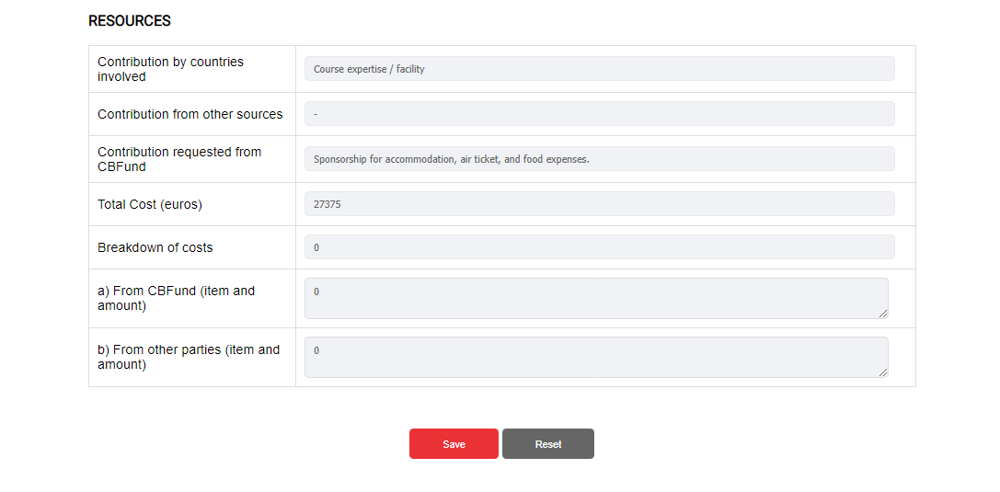 RESOURCES
Contribution by countries
involved
Course expertise / facility
Contribution from other sources
-
Contribution requested from
CBFund
Sponsorship for accommodation, air ticket, and food expenses.
Total Cost (euros)
27375
Breakdown of costs
0
a) From CBFund (item and
amount)
0
b) From other parties (item and
amount)
0
Save
Reset